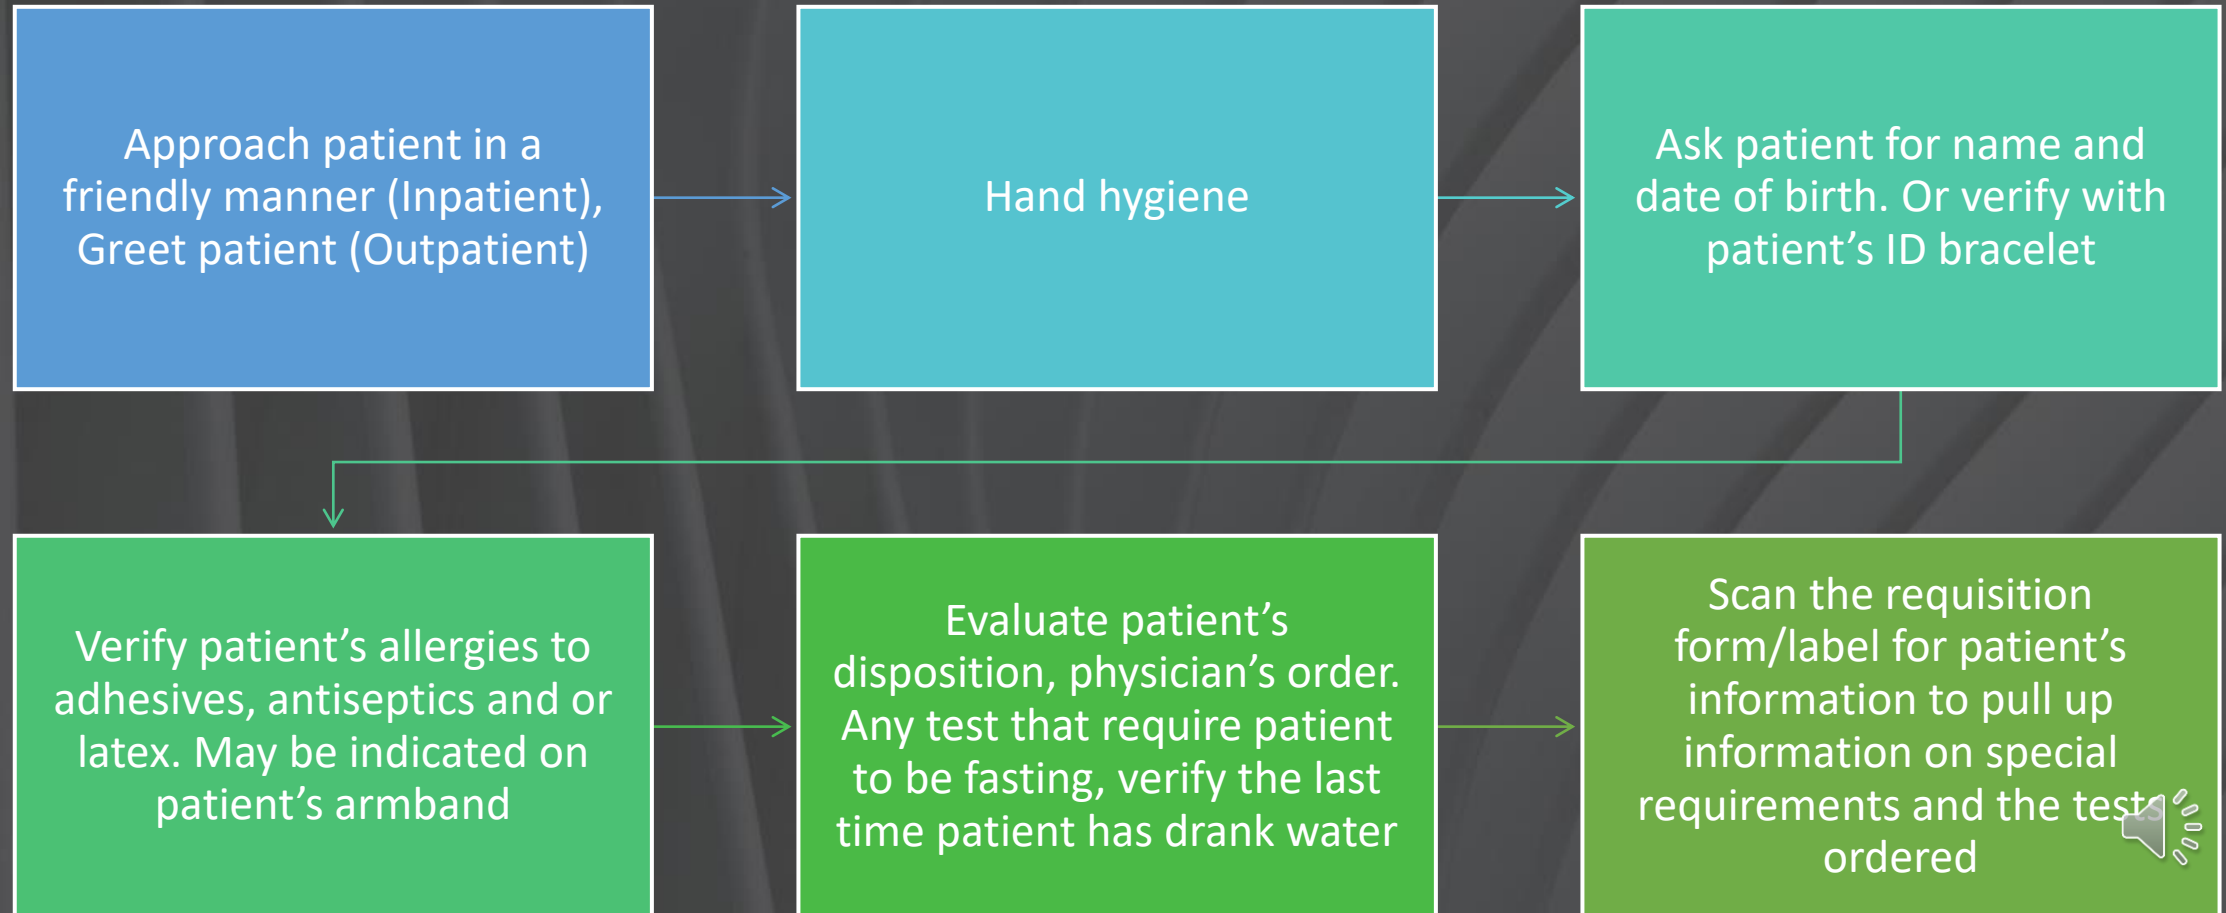 Approach patient in a
friendly manner (Inpatient),
Greet patient (Outpatient)
Hand hygiene
Ask patient for name and
date of birth. Or verify with
patient’s ID bracelet
Verify patient’s allergies to
adhesives, antiseptics and or
latex. May be indicated on
patient’s armband
Evaluate patient’s
disposition, physician’s order.
Any test that require patient
to be fasting, verify the last
time patient has drank water
Scan the requisition
form/label for patient’s
information to pull up
information on special
requirements and the tests
ordered